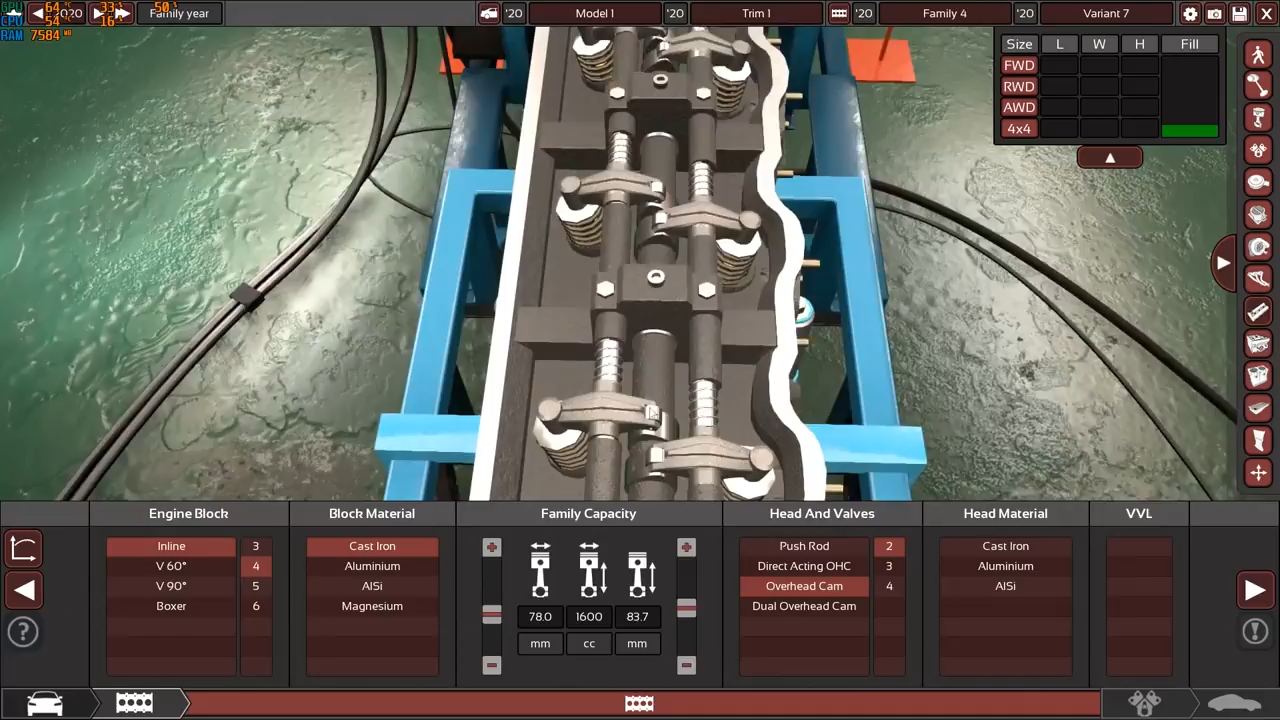 GPU 64 °C 33 % 50 %
CPU 54 °C 16 %
RAM 7584 MB
2020
Family year
'20 Model 1 '20 Trim 1 '20 Family 4 '20 Variant 7
Size L W H Fill
FWD
RWD
AWD
4x4
Engine Block Block Material Family Capacity Head And Valves Head Material VVL
Inline 3 Cast Iron Push Rod 2 Cast Iron
V 60° 4 Aluminium Direct Acting OHC 3 Aluminium
V 90° 5 AlSi Overhead Cam 4 AlSi
Boxer 6 Magnesium Dual Overhead Cam
78.0 1600 83.7
mm cc mm